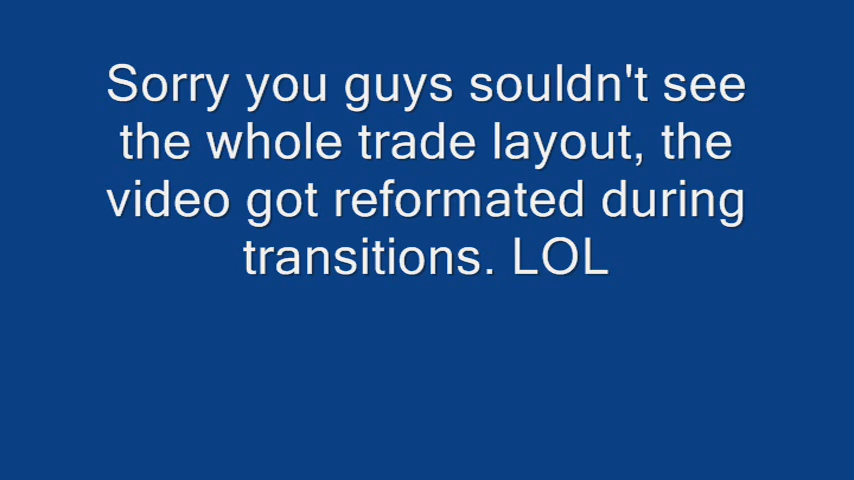 Sorry you guys souldn't see
the whole trade layout, the
video got reformated during
transitions. LOL